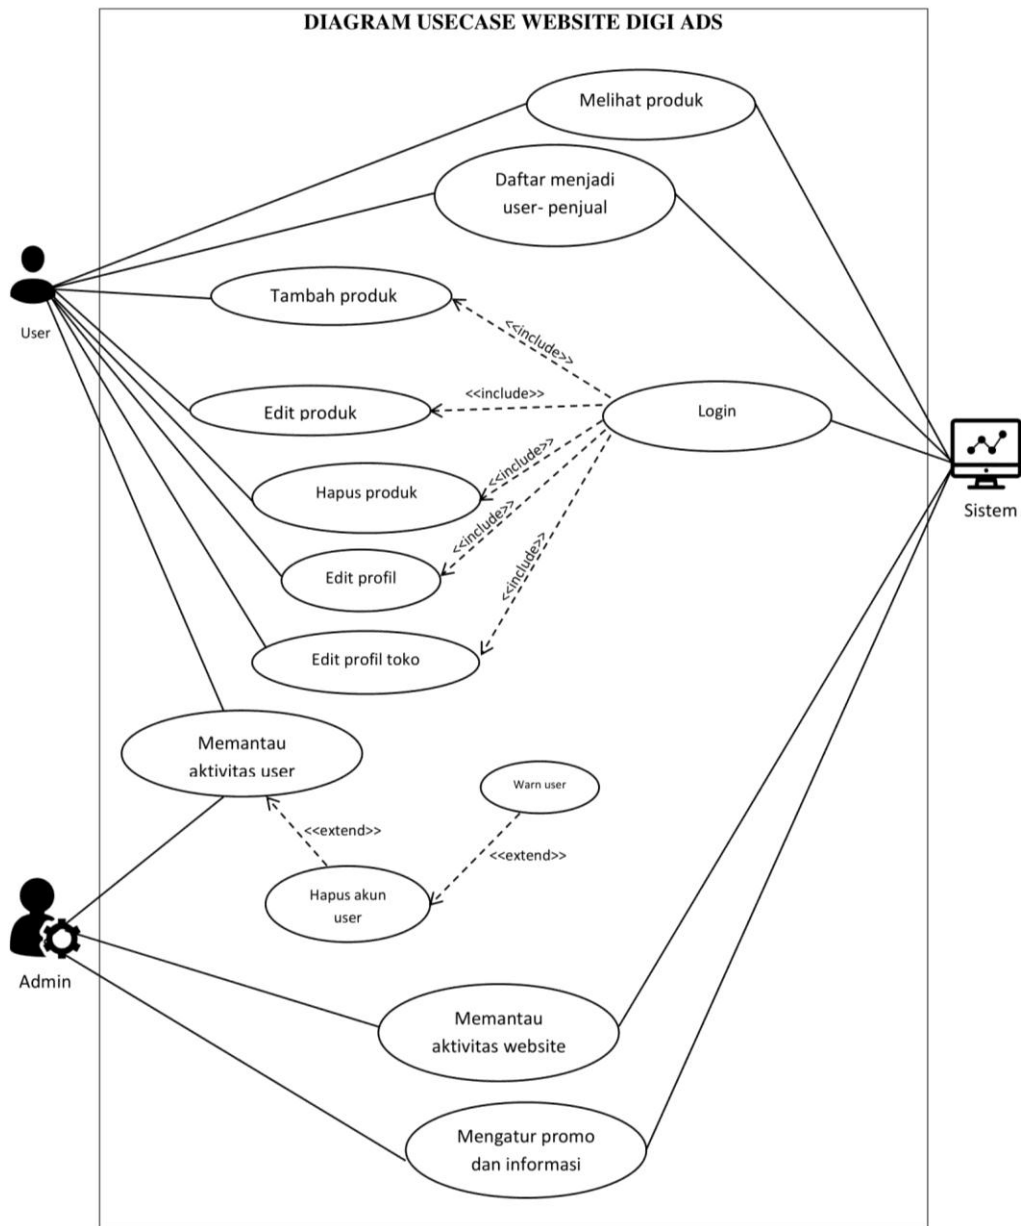 DIAGRAM USECASE WEBSITE DIGI ADS
Melihat produk
Daftar menjadi
user- penjual
User
Tambah produk
<<include>>
Edit produk
<<include>>
Login
Hapus produk
<<include>>
Sistem
Edit profil
<<include>>
Edit profil toko
<<include>>
Memantau
aktivitas user
Warn user
<<extend>>
<<extend>>
Hapus akun
user
Admin
Memantau
aktivitas website
Mengatur promo
dan informasi